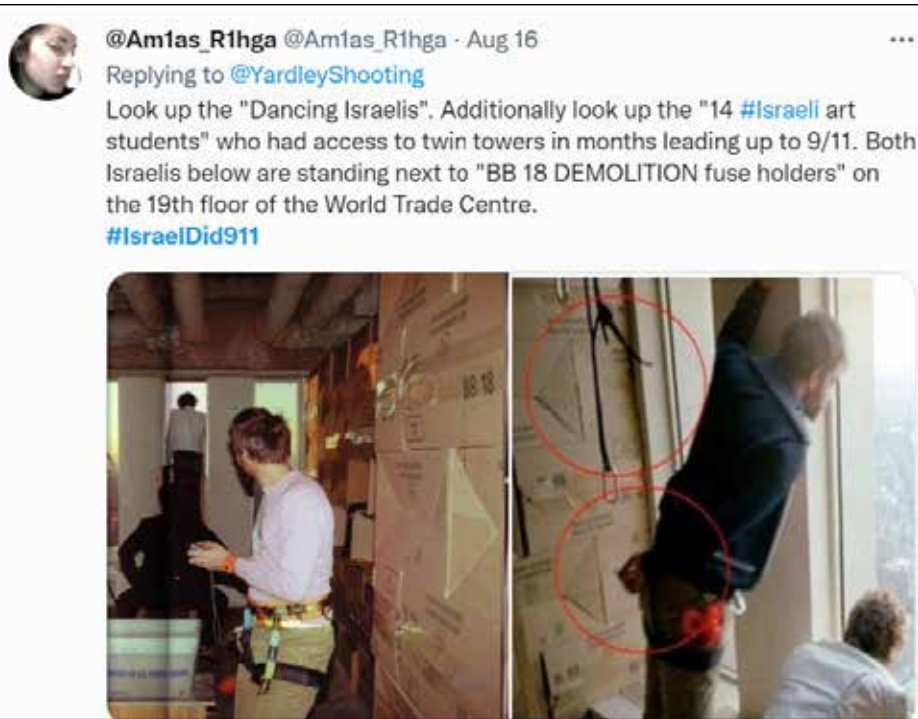 @Am1as_R1hga @Am1as_R1hga · Aug 16
Replying to @YardleyShooting
Look up the "Dancing Israelis". Additionally look up the "14 #Israeli art
students" who had access to twin towers in months leading up to 9/11. Both
Israelis below are standing next to "BB 18 DEMOLITION fuse holders" on
the 19th floor of the World Trade Centre.
#IsraelDid911
BB-18